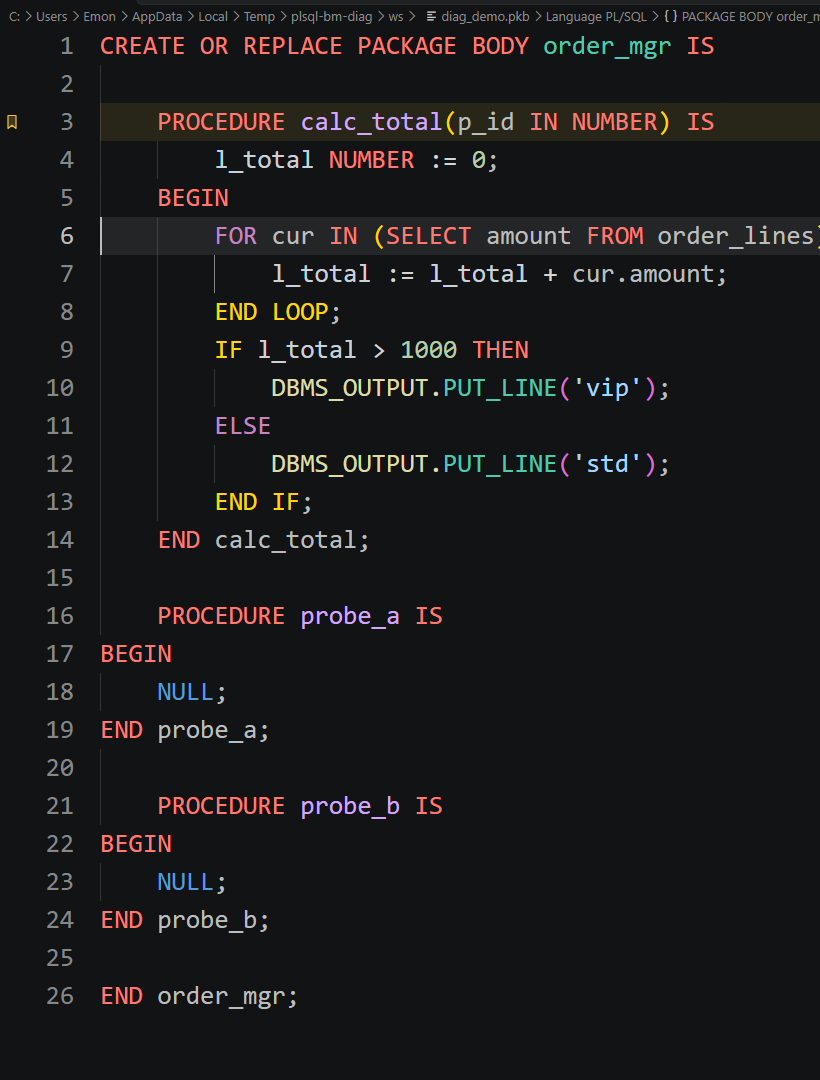 C: > Users > Emon > AppData > Local > Temp > plsql-bm-diag > ws > diag_demo.pkb > Language PL/SQL > { } PACKAGE BODY order_m
1 CREATE OR REPLACE PACKAGE BODY order_mgr IS
2
3     PROCEDURE calc_total(p_id IN NUMBER) IS
4         l_total NUMBER := 0;
5     BEGIN
6         FOR cur IN (SELECT amount FROM order_lines)
7             l_total := l_total + cur.amount;
8         END LOOP;
9         IF l_total > 1000 THEN
10             DBMS_OUTPUT.PUT_LINE('vip');
11         ELSE
12             DBMS_OUTPUT.PUT_LINE('std');
13         END IF;
14     END calc_total;
15
16     PROCEDURE probe_a IS
17 BEGIN
18     NULL;
19 END probe_a;
20
21     PROCEDURE probe_b IS
22 BEGIN
23     NULL;
24 END probe_b;
25
26 END order_mgr;